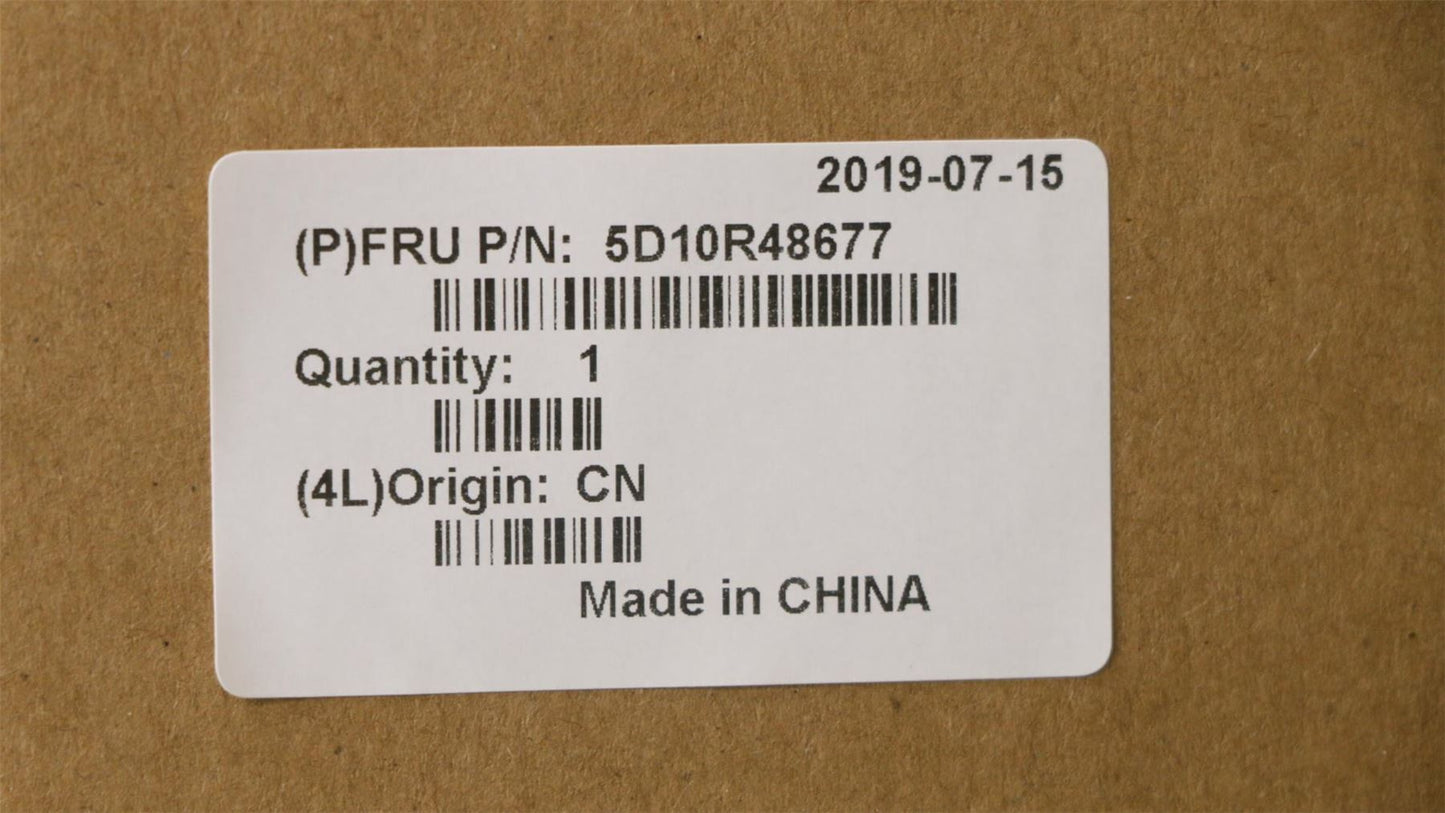 2019-07-15
(P)FRU P/N: 5D10R48677
Quantity: 1
(4L)Origin: CN
Made in CHINA